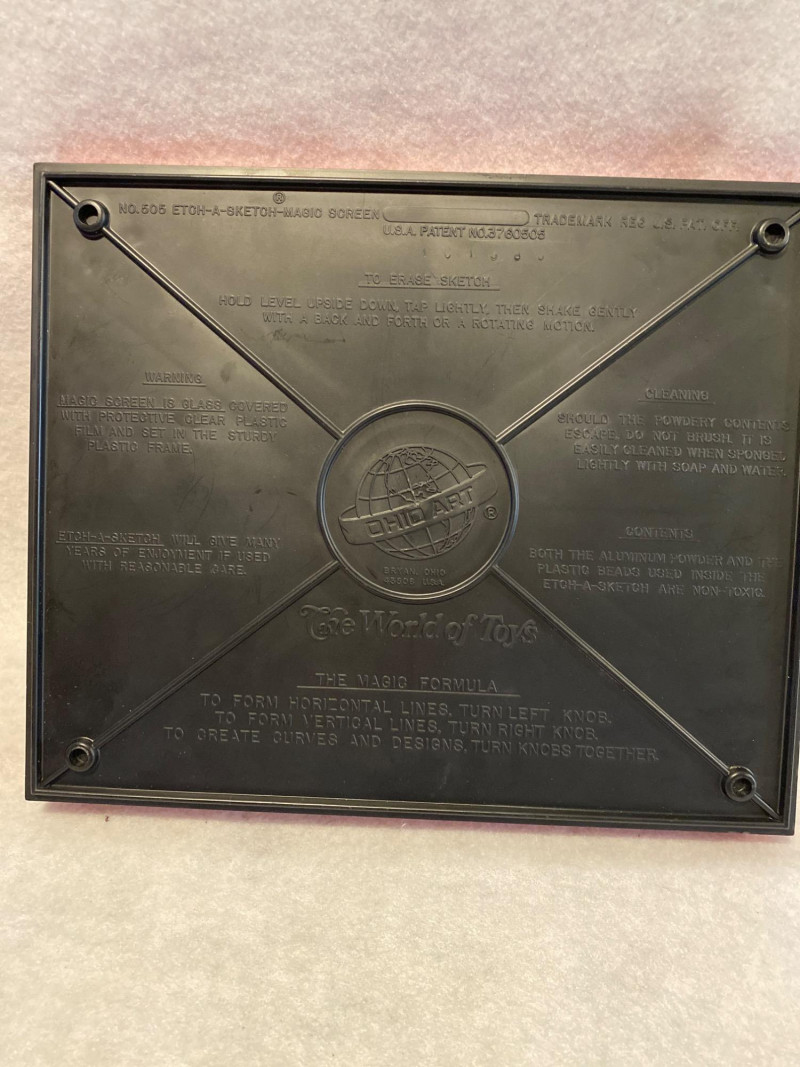 ®
NO. 505 ETCH-A-SKETCH-MAGIC SCREEN TRADEMARK REG U.S. PAT. OFF.
U.S.A. PATENT NO.3760505
TO ERASE SKETCH
HOLD LEVEL UPSIDE DOWN, TAP LIGHTLY, THEN SHAKE GENTLY
WITH A BACK AND FORTH OR A ROTATING MOTION.
WARNING
MAGIC SCREEN IS GLASS COVERED
WITH PROTECTIVE CLEAR PLASTIC
FILM AND SET IN THE STURDY
PLASTIC FRAME.
CLEANING
SHOULD THE POWDERY CONTENTS
ESCAPE, DO NOT BRUSH. IT IS
EASILY CLEANED WHEN SPONGED
LIGHTLY WITH SOAP AND WATER.
ETCH-A-SKETCH WILL GIVE MANY
YEARS OF ENJOYMENT IF USED
WITH REASONABLE CARE.
OHIO ART ®
BRYAN, OHIO
43506 U.S.A.
CONTENTS
BOTH THE ALUMINUM POWDER AND THE
PLASTIC BEADS USED INSIDE THE
ETCH-A-SKETCH ARE NON-TOXIC.
The World of Toys
THE MAGIC FORMULA
TO FORM HORIZONTAL LINES, TURN LEFT KNOB.
TO FORM VERTICAL LINES, TURN RIGHT KNOB.
TO CREATE CURVES AND DESIGNS, TURN KNOBS TOGETHER.